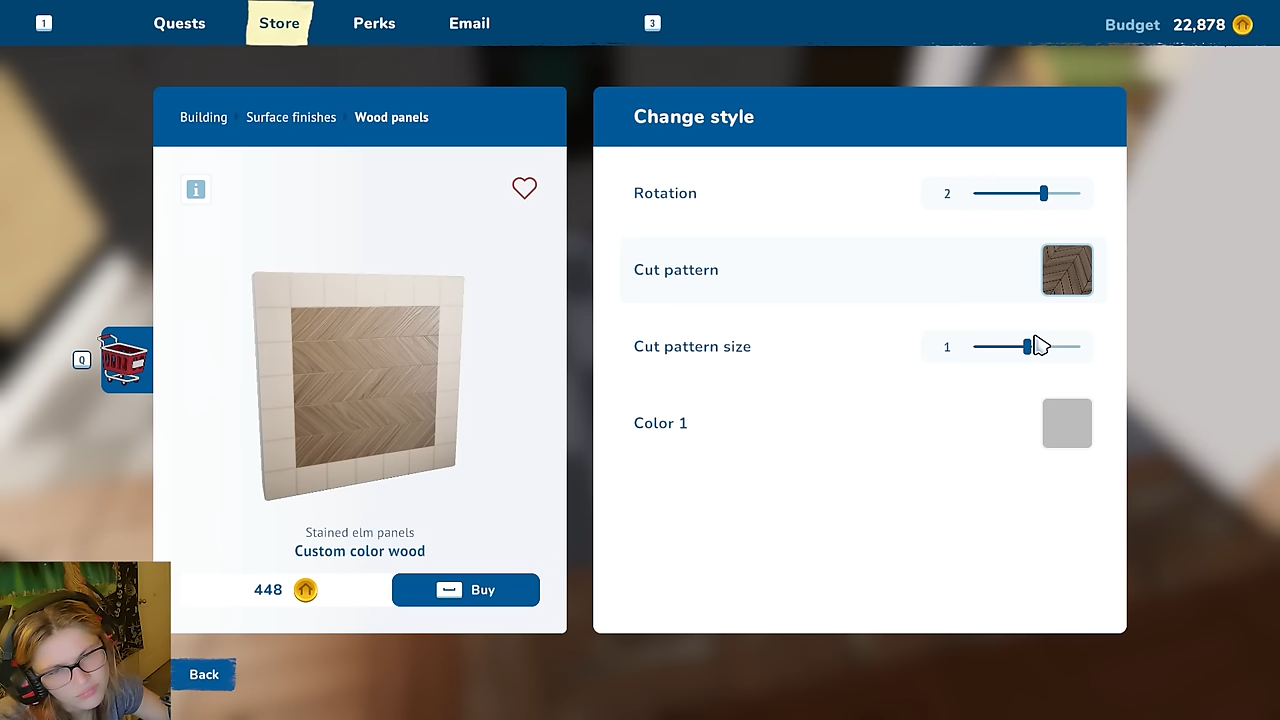 1
Quests
Store
Perks
Email
3
Budget 22,878
Building
Surface finishes
Wood panels
i
Stained elm panels
Custom color wood
448
Buy
Q
Back
Change style
Rotation
2
Cut pattern
Cut pattern size
1
Color 1